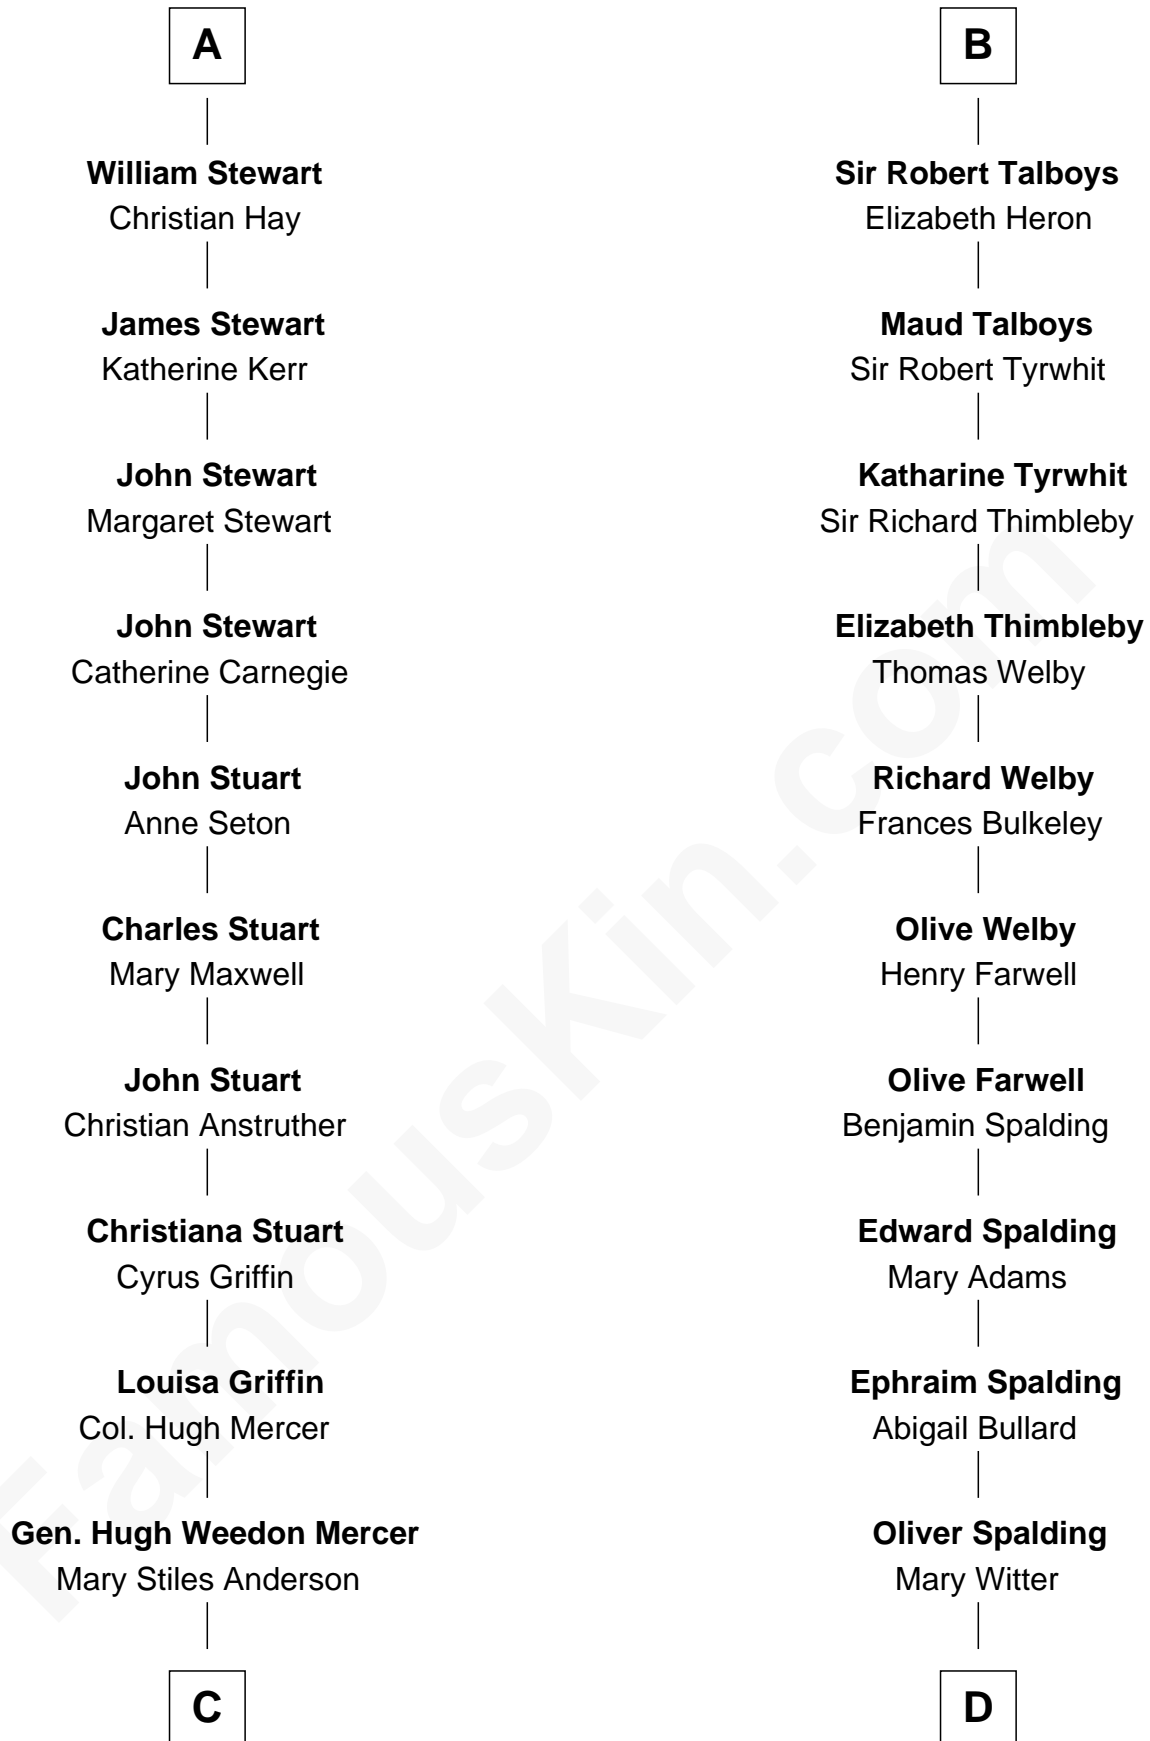 A
William Stewart
Christian Hay
James Stewart
Katherine Kerr
John Stewart
Margaret Stewart
John Stewart
Catherine Carnegie
John Stuart
Anne Seton
Charles Stuart
Mary Maxwell
John Stuart
Christian Anstruther
Christiana Stuart
Cyrus Griffin
Louisa Griffin
Col. Hugh Mercer
Gen. Hugh Weedon Mercer
Mary Stiles Anderson
C
B
Sir Robert Talboys
Elizabeth Heron
Maud Talboys
Sir Robert Tyrwhit
Katharine Tyrwhit
Sir Richard Thimbleby
Elizabeth Thimbleby
Thomas Welby
Richard Welby
Frances Bulkeley
Olive Welby
Henry Farwell
Olive Farwell
Benjamin Spalding
Edward Spalding
Mary Adams
Ephraim Spalding
Abigail Bullard
Oliver Spalding
Mary Witter
D
FamousKin.com